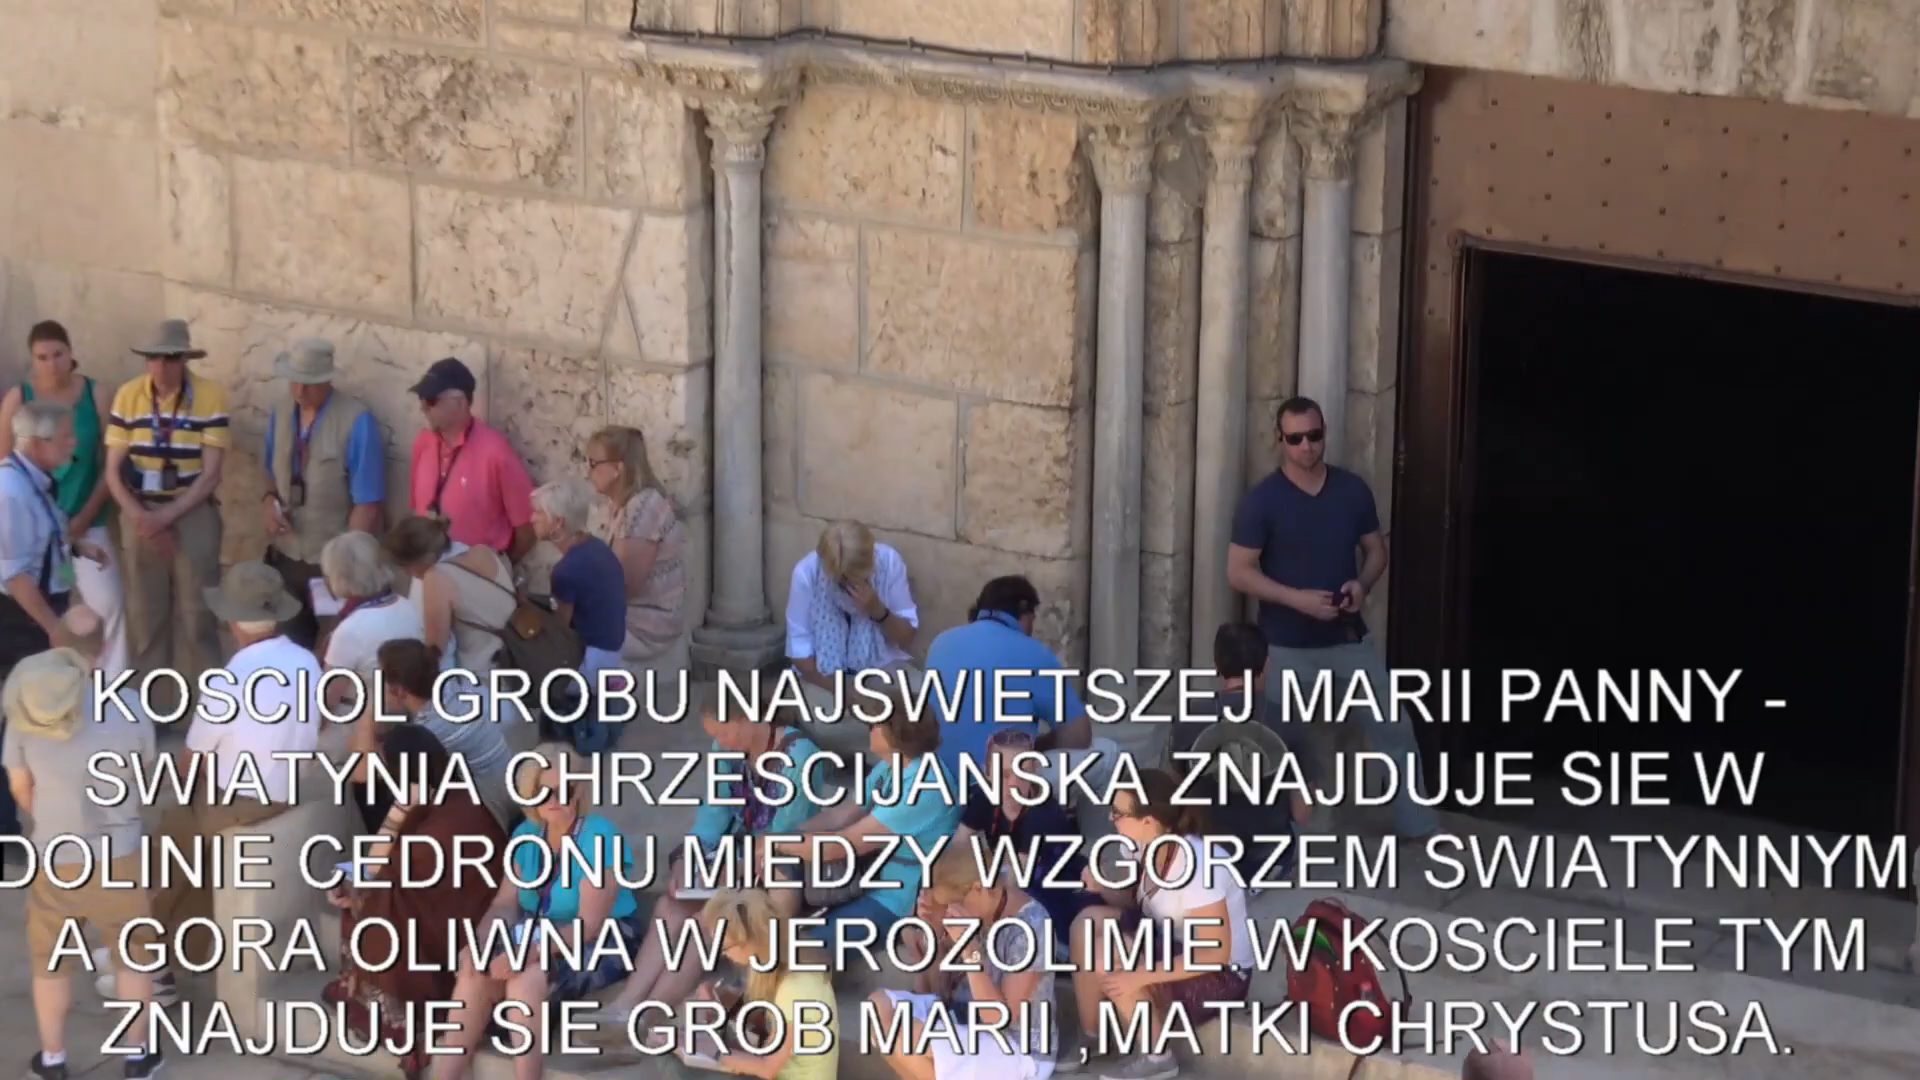 KOSCIOL GROBU NAJSWIETSZEJ MARII PANNY -
SWIATYNIA CHRZESCIJANSKA ZNAJDUJE SIE W
DOLINIE CEDRONU MIEDZY WZGORZEM SWIATYNNYM
A GORA OLIWNA W JEROZOLIMIE W KOSCIELE TYM
ZNAJDUJE SIE GROB MARII ,MATKI CHRYSTUSA.